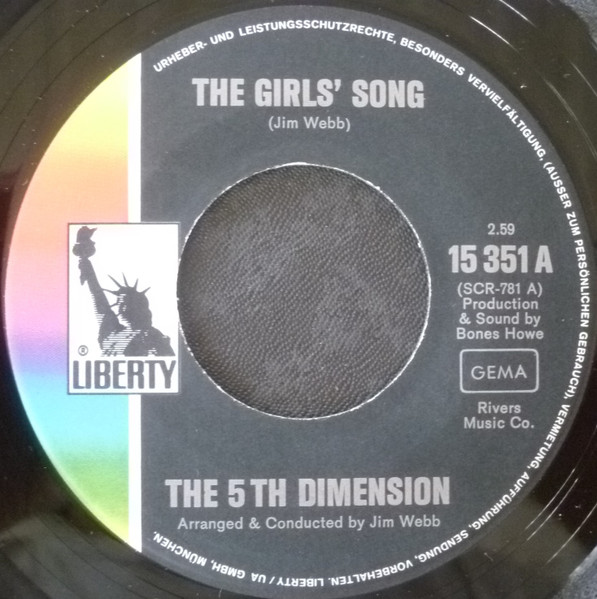 URHEBER- UND LEISTUNGSSCHUTZRECHTE, BESONDERS VERVIELFÄLTIGUNG, (AUSSER ZUM PERSÖNLICHEN GEBRAUCH), VERMIETUNG, AUFFÜHRUNG, SENDUNG, VORBEHALTEN. LIBERTY / UA GMBH, MÜNCHEN.
THE GIRLS' SONG
(Jim Webb)
2.59
15 351 A
(SCR-781 A)
Production
& Sound by
Bones Howe
GEMA
Rivers
Music Co.
®
LIBERTY
THE 5TH DIMENSION
Arranged & Conducted by Jim Webb